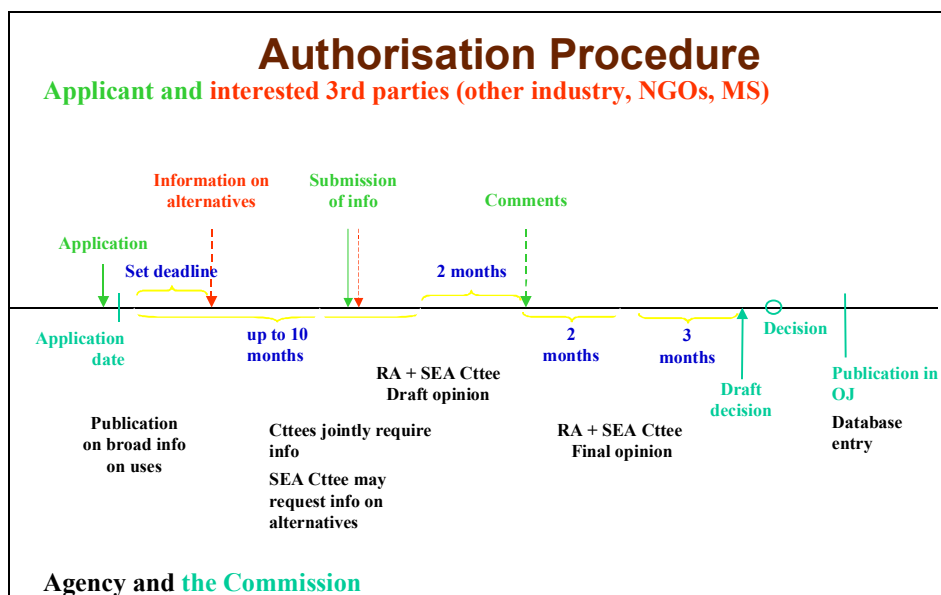 Authorisation Procedure
Applicant and interested 3rd parties (other industry, NGOs, MS)
Information on
alternatives
Submission
of info
Comments
Application
Set deadline
2 months
Application
date
up to 10
months
2
months
3
months
Decision
RA + SEA Cttee
Draft opinion
Draft
decision
Publication in
OJ
Database
entry
Publication
on broad info
on uses
Cttees jointly require
info
SEA Cttee may
request info on
alternatives
RA + SEA Cttee
Final opinion
Agency and the Commission